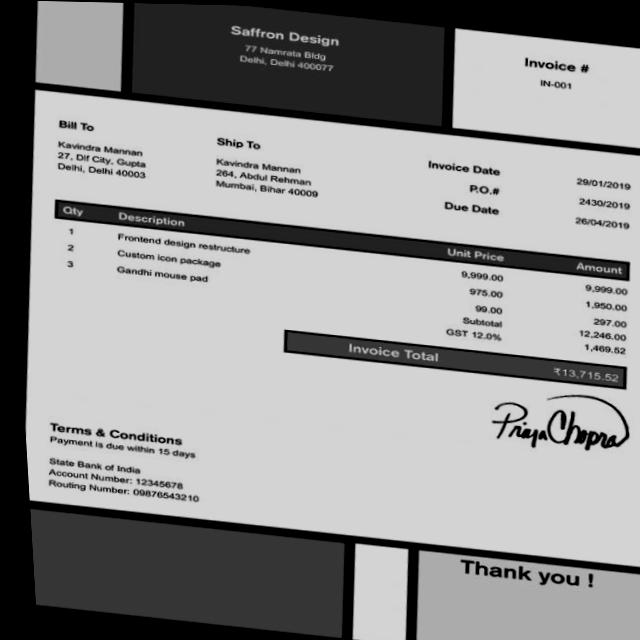 Saffron Design
77 Namrata Bldg
Delhi, Delhi 400077
Invoice #
IN-001
Bill To
Kavindra Mannan
27, Dlf City, Gupta
Delhi, Delhi 40003
Ship To
Kavindra Mannan
264, Abdul Rehman
Mumbai, Bihar 40009
Invoice Date 29/01/2019
P.O.# 2430/2019
Due Date 26/04/2019
Qty Description Unit Price Amount
1 Frontend design restructure 9,999.00 9,999.00
2 Custom icon package 975.00 1,950.00
3 Gandhi mouse pad 99.00 297.00
Subtotal 12,246.00
GST 12.0% 1,469.52
Invoice Total ₹13,715.52
Priya Chopra
Terms & Conditions
Payment is due within 15 days
State Bank of India
Account Number: 12345678
Routing Number: 09876543210
Thank you !